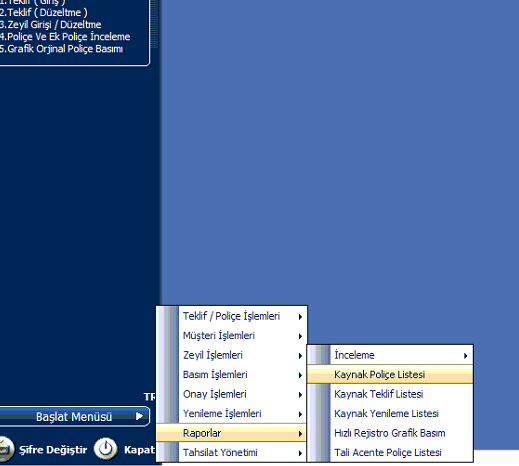 1.Teklif ( Giriş )
2.Teklif ( Düzeltme )
3.Zeyil Girişi / Düzeltme
4.Poliçe Ve Ek Poliçe İnceleme
5.Grafik Orjinal Poliçe Basımı
Teklif / Poliçe İşlemleri
Müşteri İşlemleri
Zeyil İşlemleri
Basım İşlemleri
Onay İşlemleri
Yenileme İşlemleri
Raporlar
Tahsilat Yönetimi
İnceleme
Kaynak Poliçe Listesi
Kaynak Teklif Listesi
Kaynak Yenileme Listesi
Hızlı Rejistro Grafik Basım
Tali Acente Poliçe Listesi
Başlat Menüsü
Şifre Değiştir
Kapat